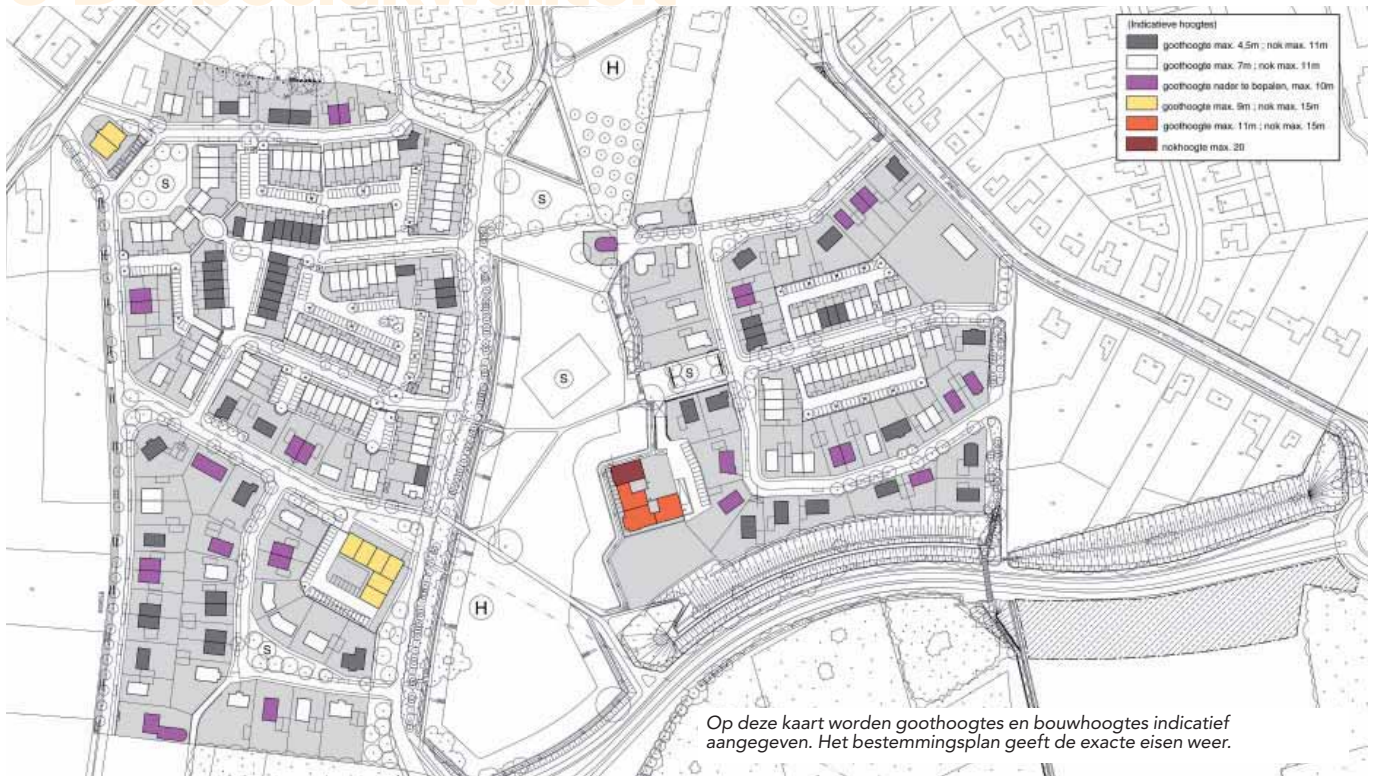 (Indicatieve hoogtes)
goothoogte max. 4,5m ; nok max. 11m
goothoogte max. 7m ; nok max. 11m
goothoogte nader te bepalen, max. 10m
goothoogte max. 9m ; nok max. 15m
goothoogte max. 11m ; nok max. 15m
nokhoogte max. 20
H
S
S
S
S
H
S
Op deze kaart worden goothoogtes en bouwhoogtes indicatief
aangegeven. Het bestemmingsplan geeft de exacte eisen weer.